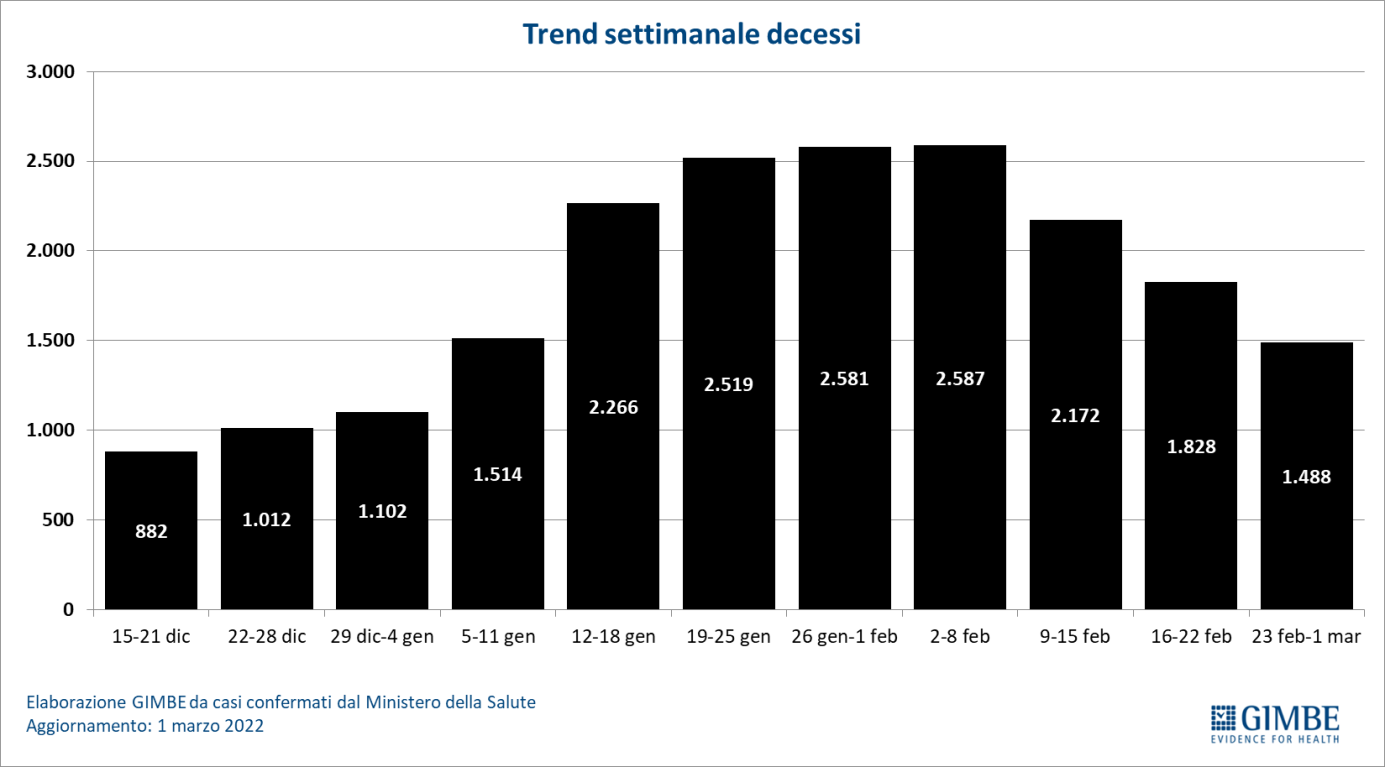 Trend settimanale decessi
3.000
2.500
2.000
1.500
1.000
500
0
882
1.012
1.102
1.514
2.266
2.519
2.581
2.587
2.172
1.828
1.488
15-21 dic
22-28 dic
29 dic-4 gen
5-11 gen
12-18 gen
19-25 gen
26 gen-1 feb
2-8 feb
9-15 feb
16-22 feb
23 feb-1 mar
Elaborazione GIMBE da casi confermati dal Ministero della Salute
Aggiornamento: 1 marzo 2022
GIMBE
EVIDENCE FOR HEALTH